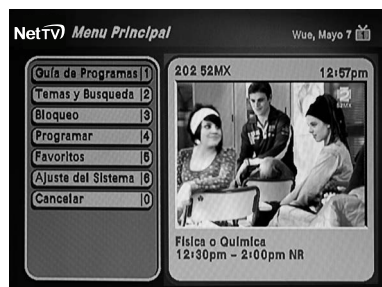 NetTV Menu Principal
Wue, Mayo 7
Guía de Programas 1
Temas y Busqueda 2
Bloqueo 3
Programar 4
Favoritos 5
Ajuste del Sistema 6
Cancelar 0
202 52MX 12:57pm
52MX
Fisica o Quimica
12:30pm - 2:00pm NR